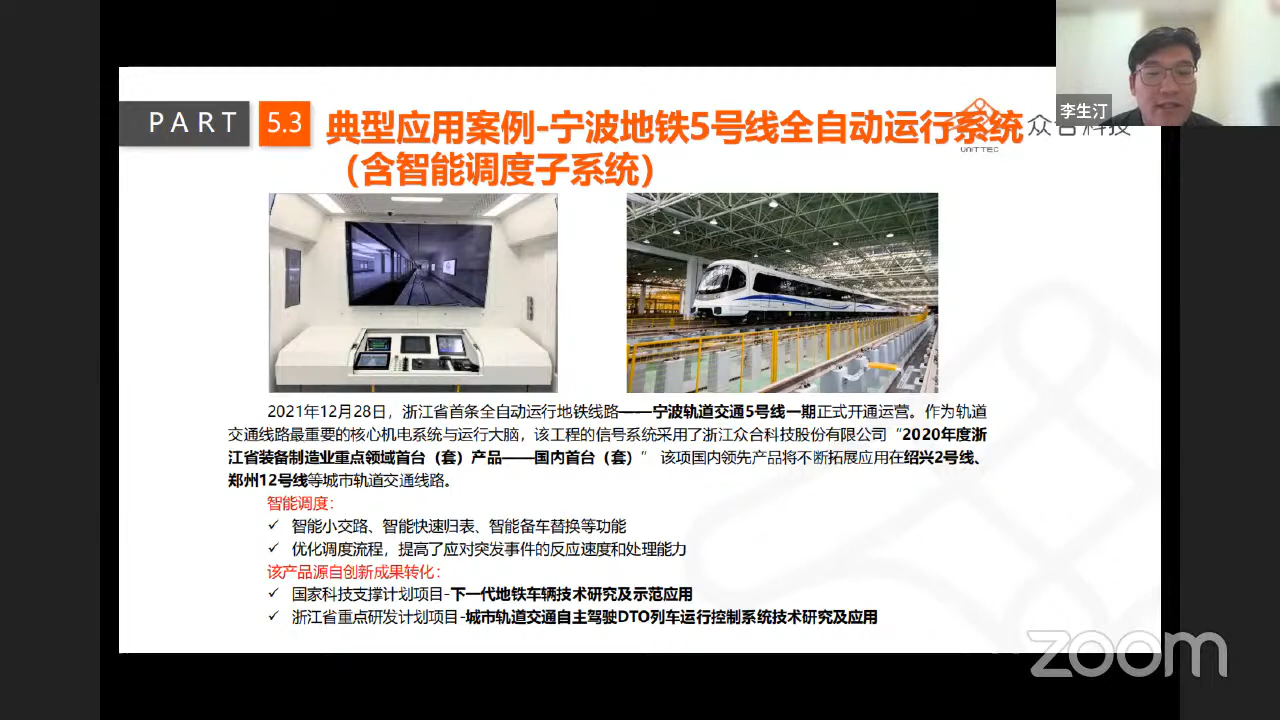 PART 5.3 典型应用案例-宁波地铁5号线全自动运行系统
（含智能调度子系统）
众合科技
UNITTEC
李生汀
2021年12月28日，浙江省首条全自动运行地铁线路——宁波轨道交通5号线一期正式开通运营。作为轨道
交通线路最重要的核心机电系统与运行大脑，该工程的信号系统采用了浙江众合科技股份有限公司“2020年度浙
江省装备制造业重点领域首台（套）产品——国内首台（套）” 该项国内领先产品将不断拓展应用在绍兴2号线、
郑州12号线等城市轨道交通线路。
智能调度：
✓ 智能小交路、智能快速归表、智能备车替换等功能
✓ 优化调度流程，提高了应对突发事件的反应速度和处理能力
该产品源自创新成果转化：
✓ 国家科技支撑计划项目-下一代地铁车辆技术研究及示范应用
✓ 浙江省重点研发计划项目-城市轨道交通自主驾驶DTO列车运行控制系统技术研究及应用
zoom